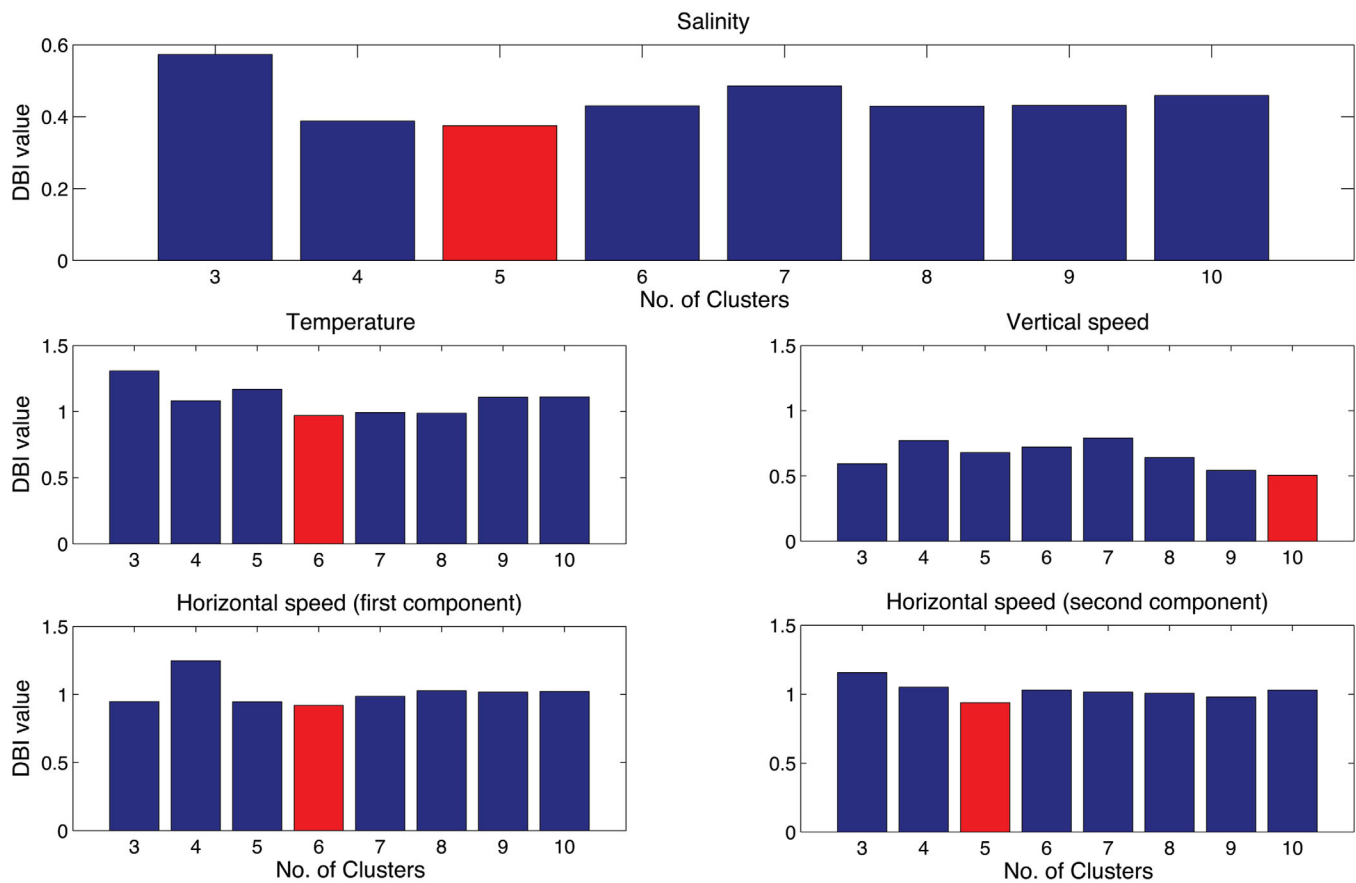 Salinity
DBI value
0.6
0.4
0.2
0
3 4 5 6 7 8 9 10
No. of Clusters
Temperature
DBI value
1.5
1
0.5
0
3 4 5 6 7 8 9 10
Vertical speed
1.5
1
0.5
0
3 4 5 6 7 8 9 10
Horizontal speed (first component)
DBI value
1.5
1
0.5
0
3 4 5 6 7 8 9 10
No. of Clusters
Horizontal speed (second component)
1.5
1
0.5
0
3 4 5 6 7 8 9 10
No. of Clusters